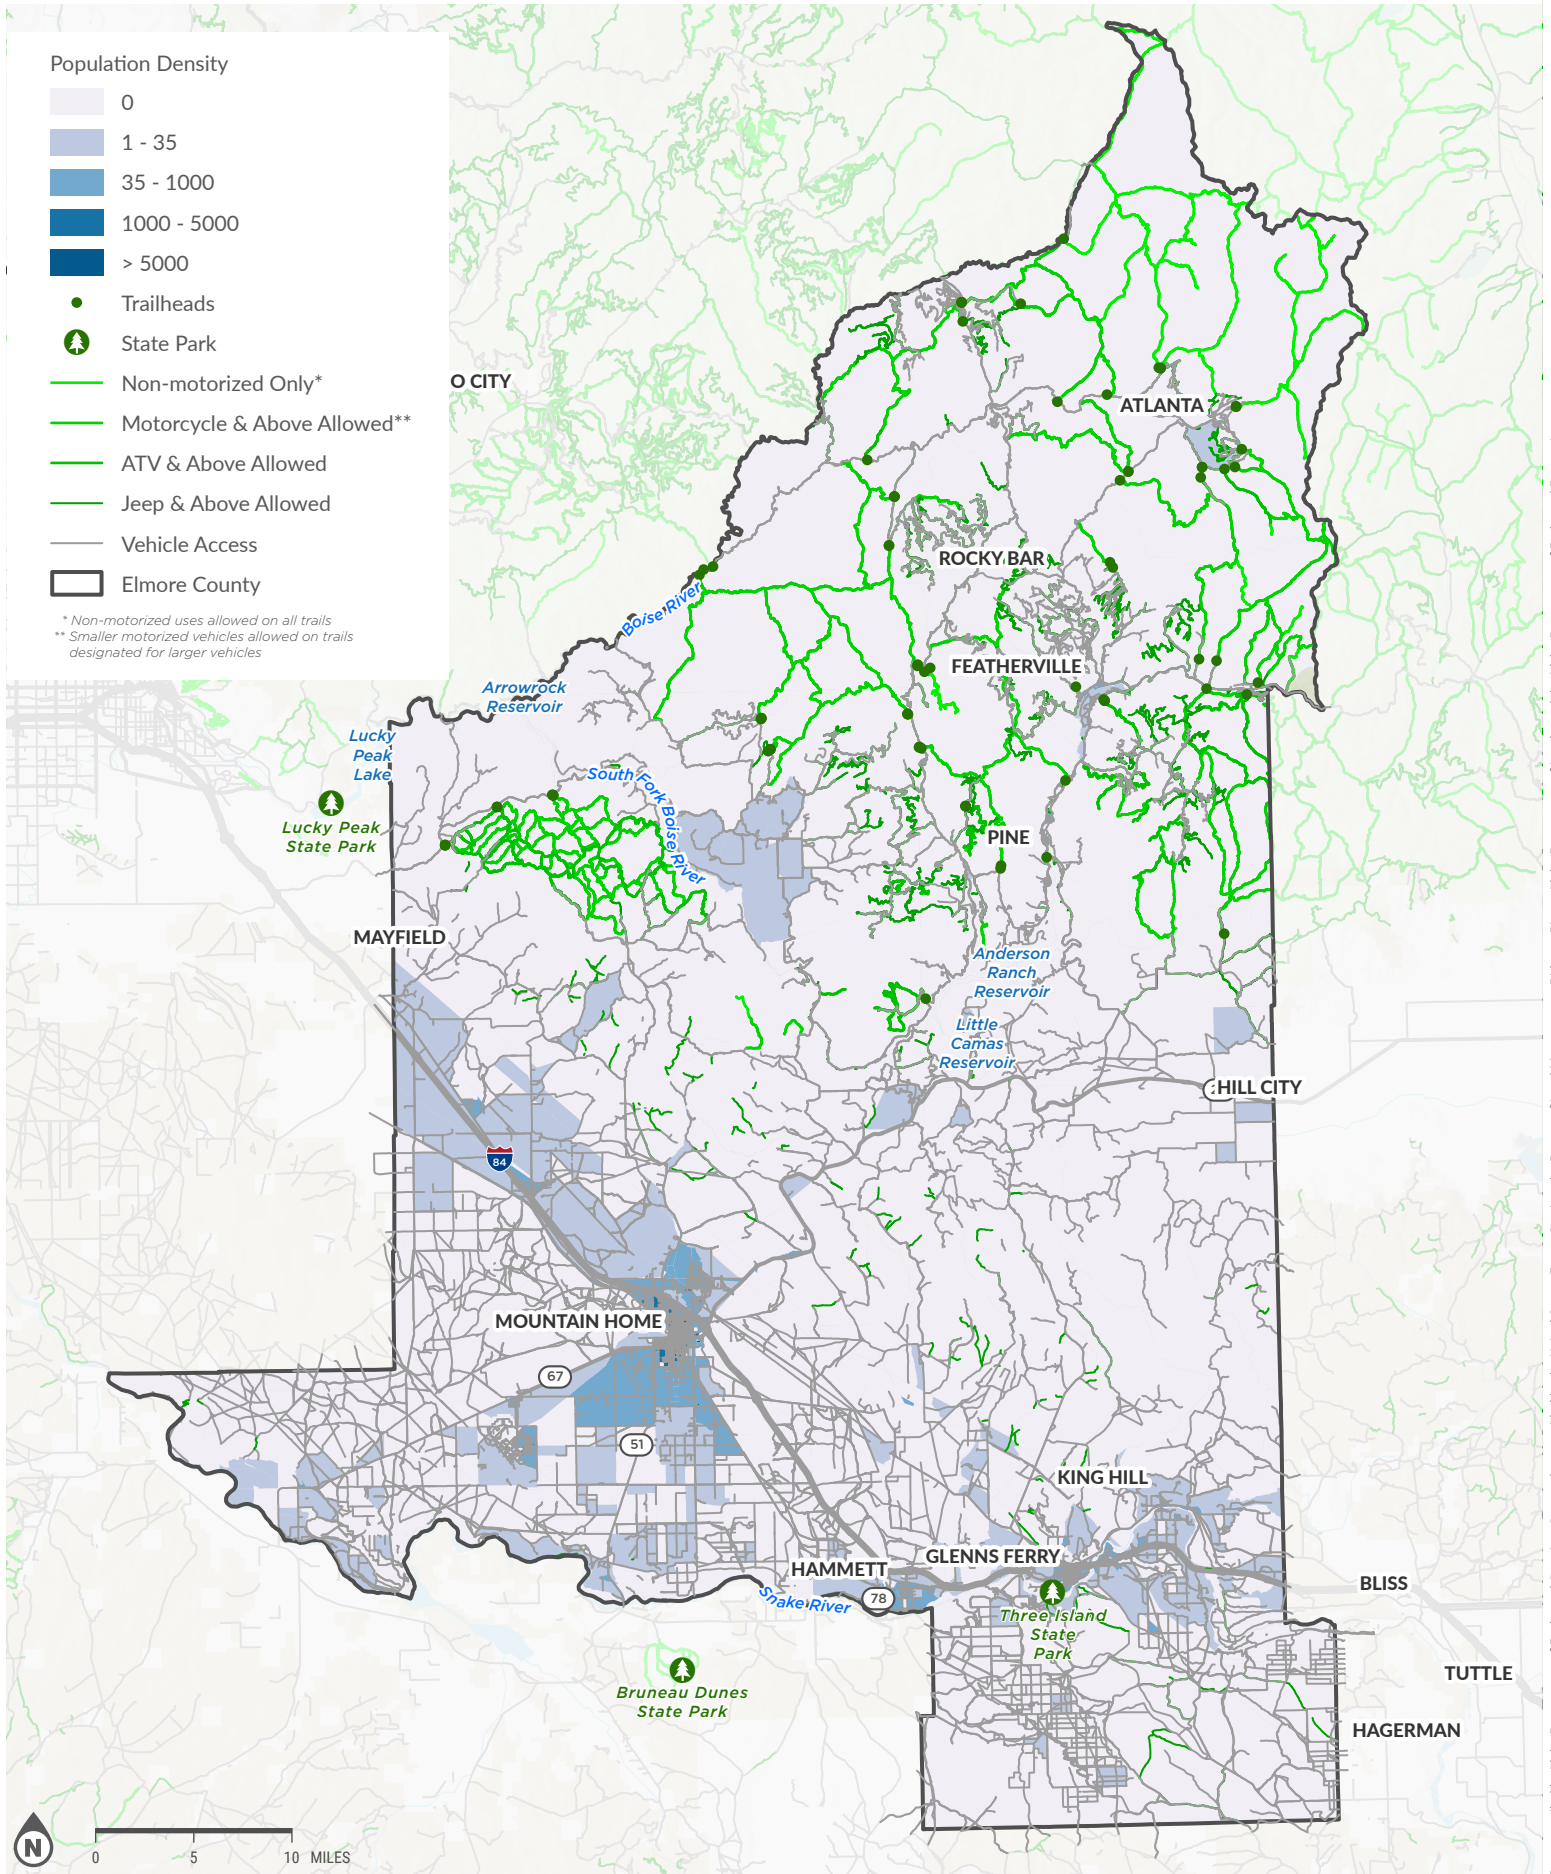 Population Density
0
1 - 35
35 - 1000
1000 - 5000
> 5000
Trailheads
State Park
Non-motorized Only*
Motorcycle & Above Allowed**
ATV & Above Allowed
Jeep & Above Allowed
Vehicle Access
Elmore County
* Non-motorized uses allowed on all trails
** Smaller motorized vehicles allowed on trails
designated for larger vehicles
O CITY
ATLANTA
ROCKY BAR
Boise River
FEATHERVILLE
Arrowrock
Reservoir
Lucky
Peak
Lake
South Fork Boise River
Lucky Peak
State Park
PINE
MAYFIELD
Anderson
Ranch
Reservoir
Little
Camas
Reservoir
HILL CITY
84
MOUNTAIN HOME
67
51
KING HILL
GLENNS FERRY
HAMMETT
78
BLISS
Snake River
Three Island
State
Park
TUTTLE
Bruneau Dunes
State Park
HAGERMAN
N
0 5 10 MILES